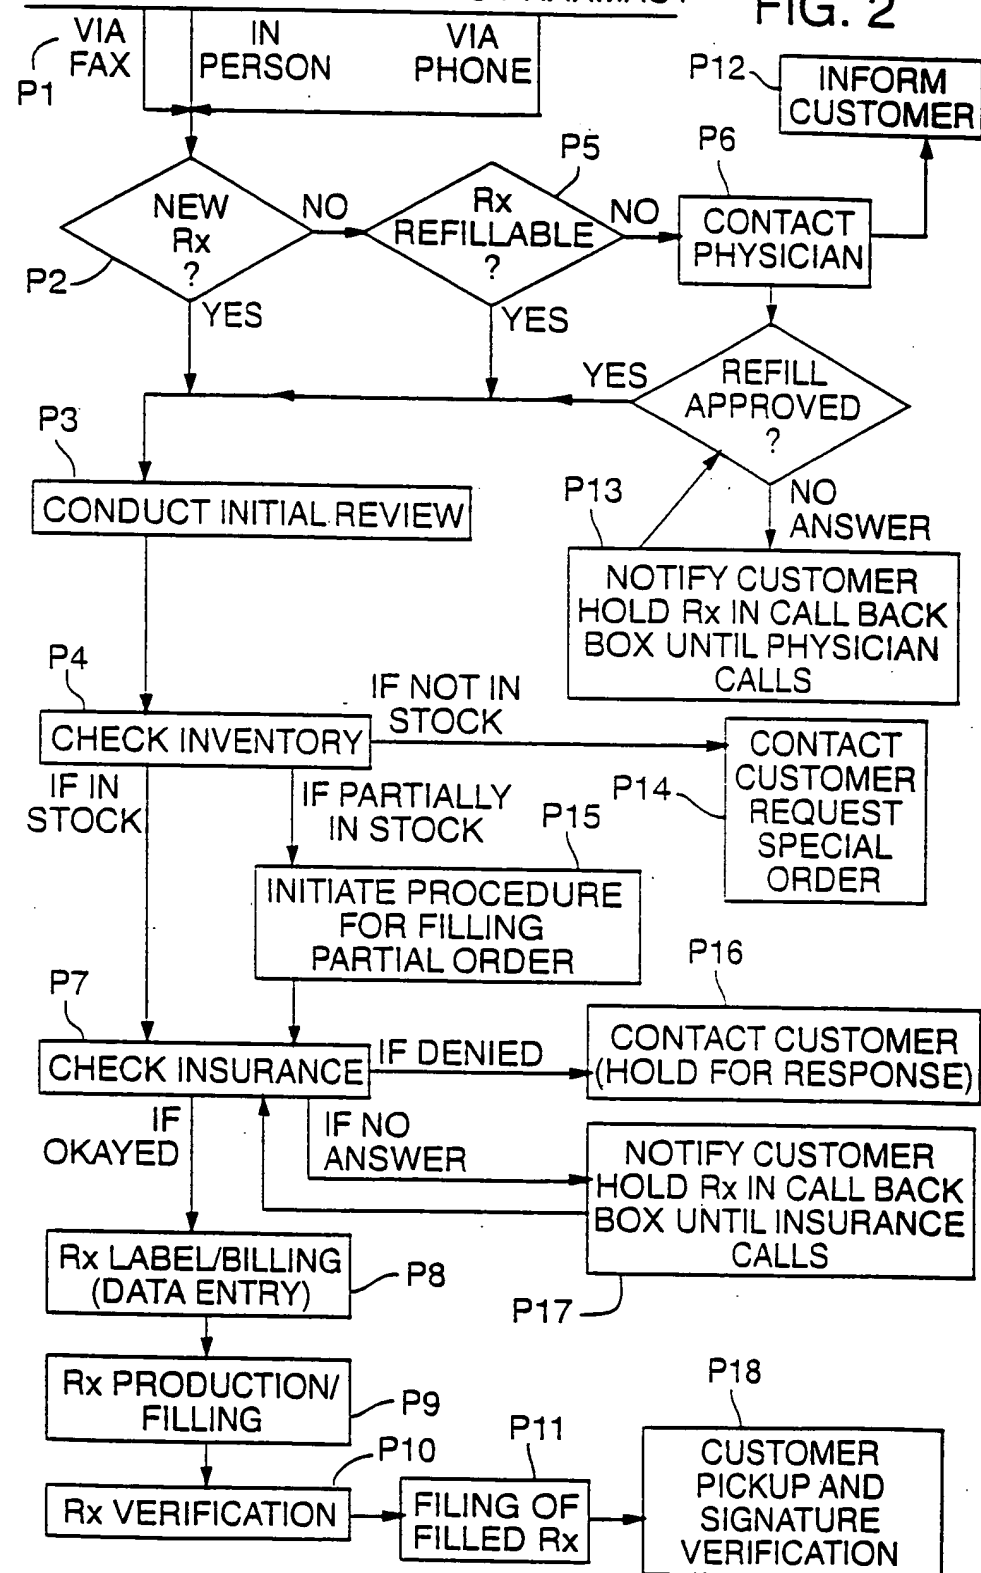 FIG. 2
VIA
FAX
IN
PERSON
VIA
PHONE
P1
P12
INFORM
CUSTOMER
P5
P6
NEW
Rx
?
NO
Rx
REFILLABLE
?
NO
CONTACT
PHYSICIAN
P2
YES
YES
YES
REFILL
APPROVED
?
P3
CONDUCT INITIAL REVIEW
P13
NO
ANSWER
NOTIFY CUSTOMER
HOLD Rx IN CALL BACK
BOX UNTIL PHYSICIAN
CALLS
P4
IF NOT IN
STOCK
CHECK INVENTORY
IF IN
STOCK
IF PARTIALLY
IN STOCK
P14
CONTACT
CUSTOMER
REQUEST
SPECIAL
ORDER
P15
INITIATE PROCEDURE
FOR FILLING
PARTIAL ORDER
P7
P16
CHECK INSURANCE
IF DENIED
CONTACT CUSTOMER
(HOLD FOR RESPONSE)
IF
OKAYED
IF NO
ANSWER
NOTIFY CUSTOMER
HOLD Rx IN CALL BACK
BOX UNTIL INSURANCE
CALLS
P17
Rx LABEL/BILLING
(DATA ENTRY)
P8
Rx PRODUCTION/
FILLING
P9
P10
Rx VERIFICATION
P11
FILING OF
FILLED Rx
P18
CUSTOMER
PICKUP AND
SIGNATURE
VERIFICATION